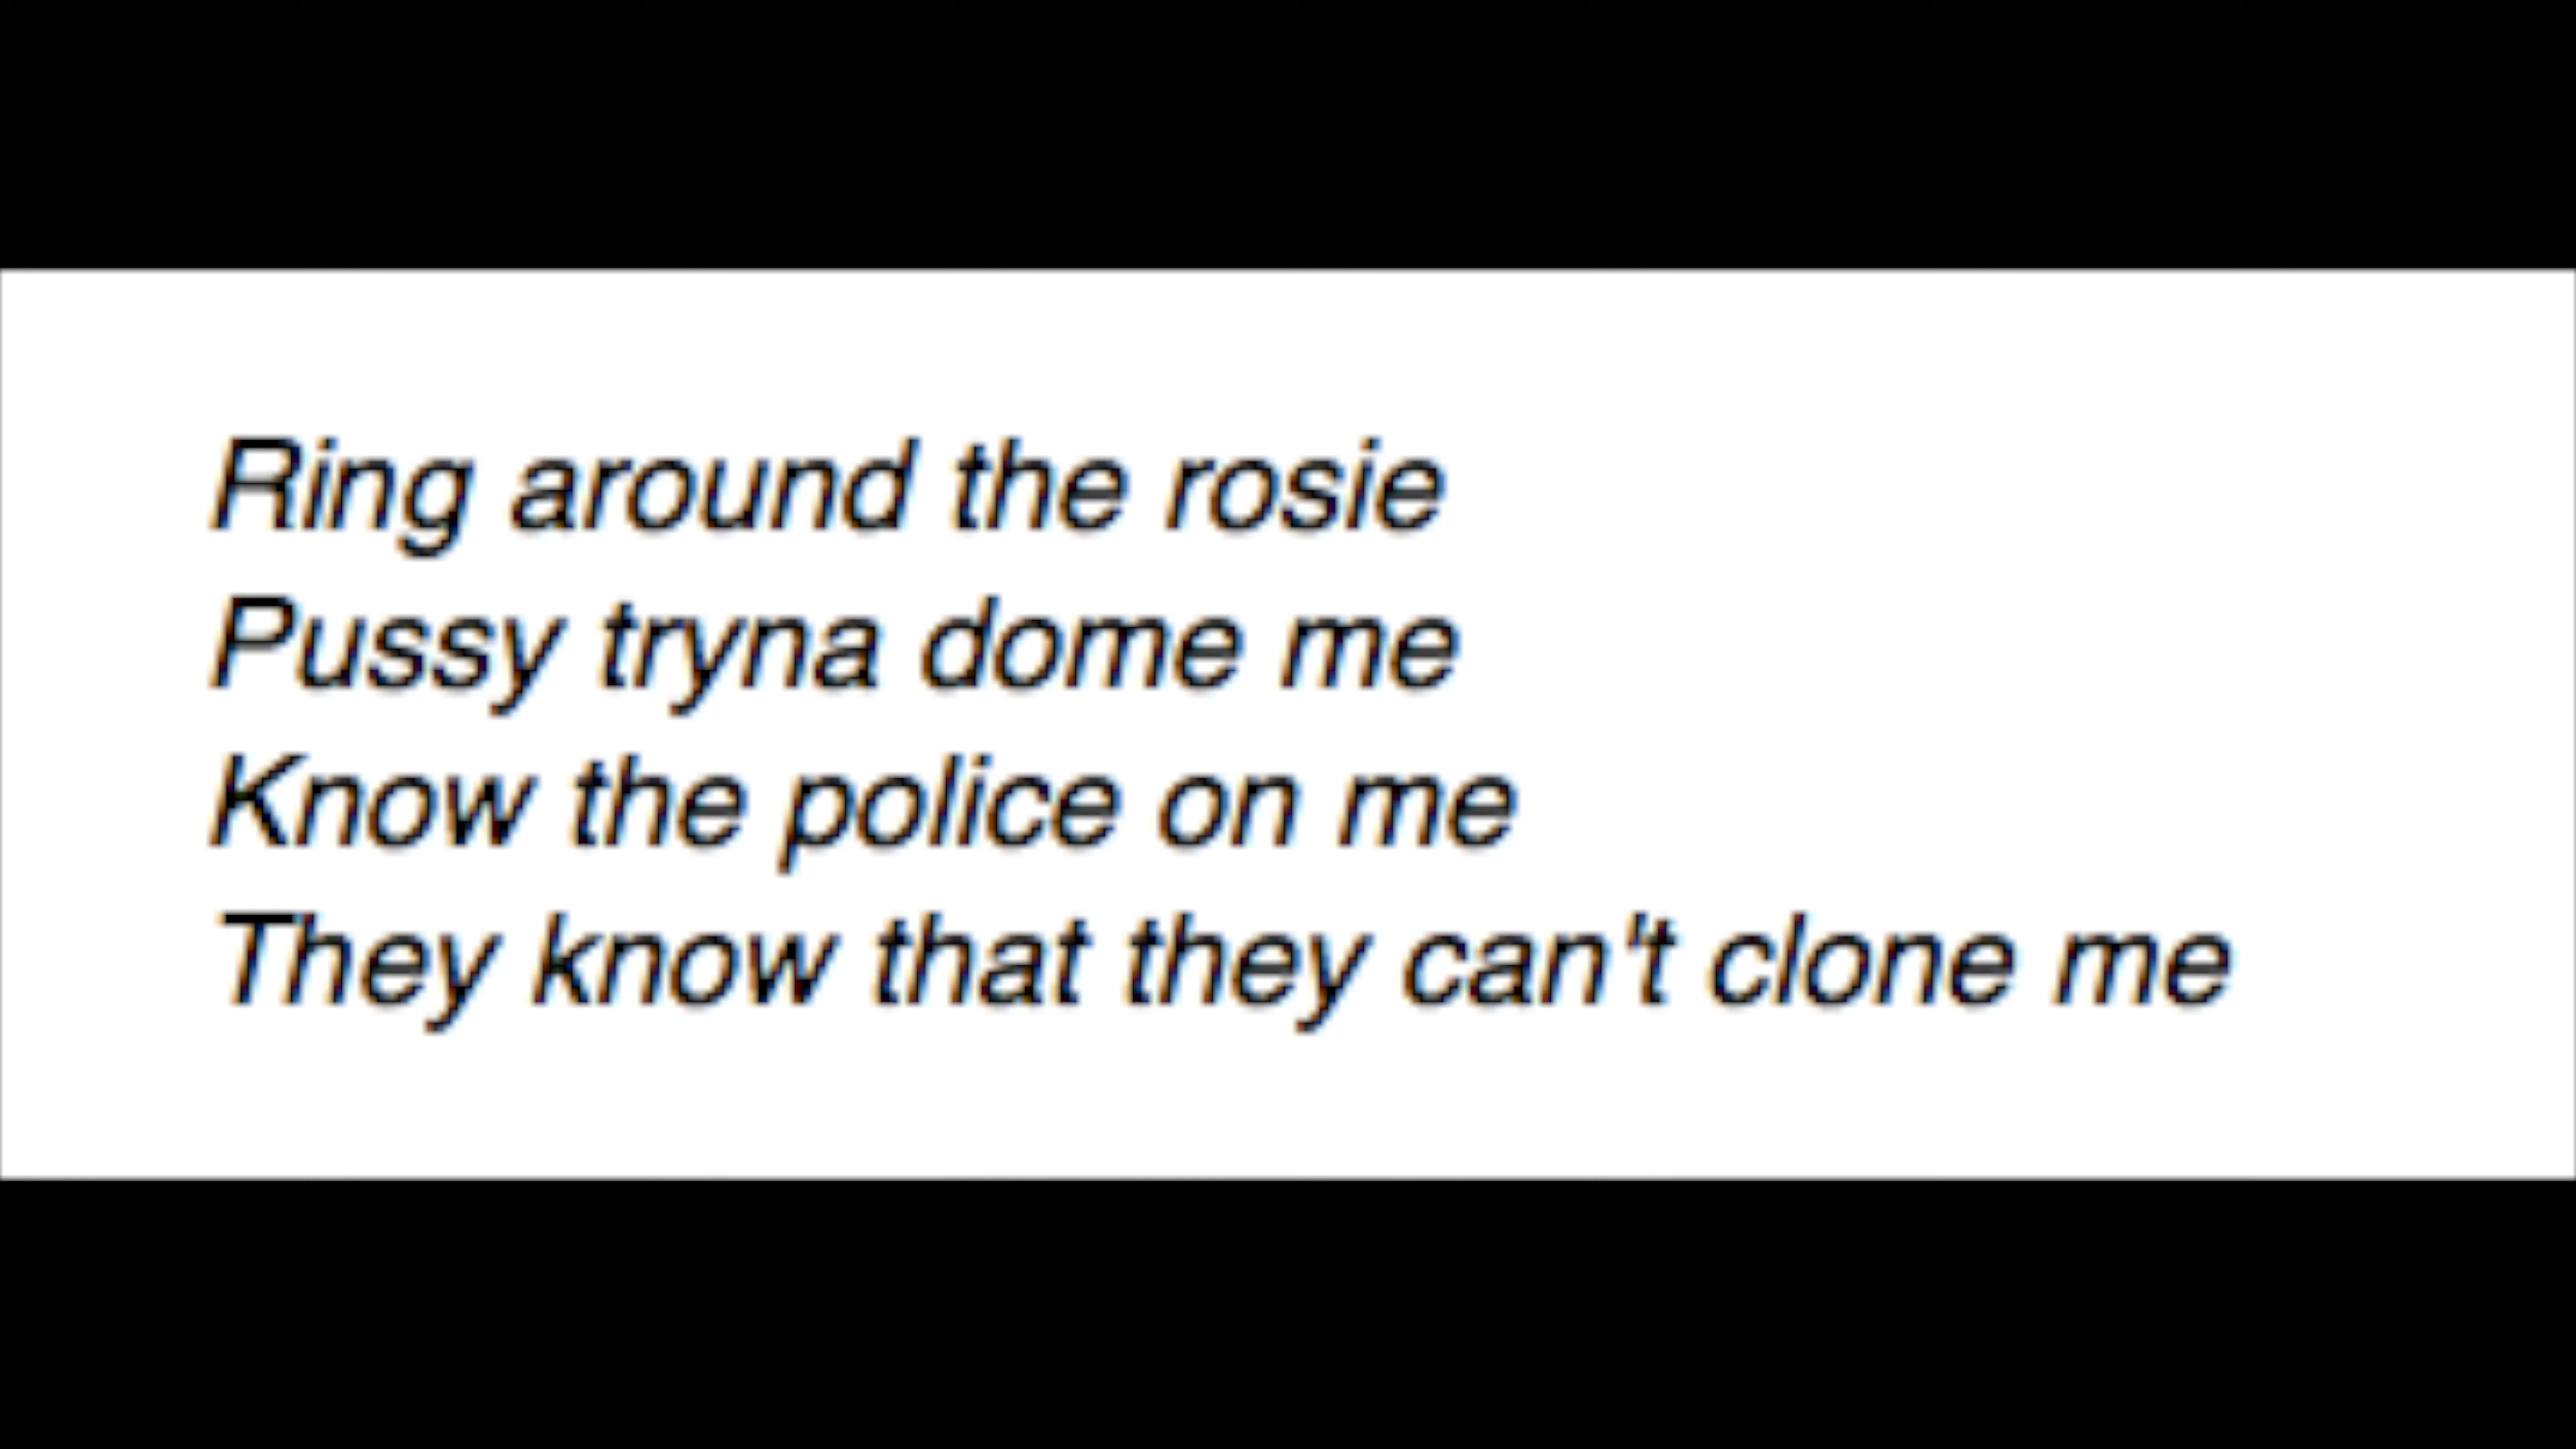 Ring around the rosie
Pussy tryna dome me
Know the police on me
They know that they can't clone me